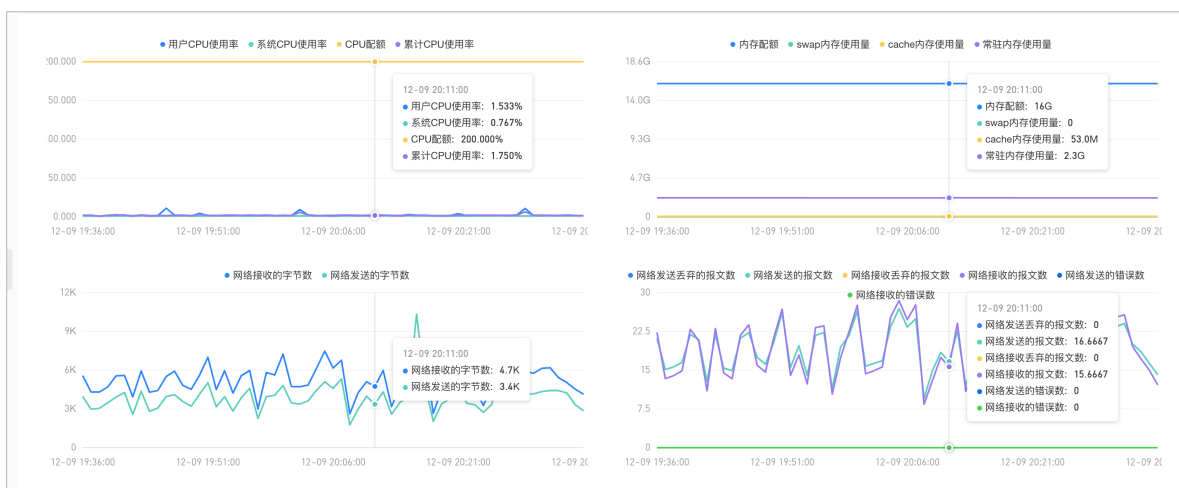 用户CPU使用率 系统CPU使用率 CPU配额 累计CPU使用率
200.000
150.000
00.000
50.000
0.000
12-09 19:36:00 12-09 19:51:00 12-09 20:06:00 12-09 20:21:00 12-09 20:
12-09 20:11:00
用户CPU使用率: 1.533%
系统CPU使用率: 0.767%
CPU配额: 200.000%
累计CPU使用率: 1.750%
内存配额 swap内存使用量 cache内存使用量 常驻内存使用量
18.6G
14.0G
9.3G
4.7G
0
12-09 19:36:00 12-09 19:51:00 12-09 20:06:00 12-09 20:21:00 12-09 20:
12-09 20:11:00
内存配额: 16G
swap内存使用量: 0
cache内存使用量: 53.0M
常驻内存使用量: 2.3G
网络接收的字节数 网络发送的字节数
12K
9K
6K
3K
0
12-09 19:36:00 12-09 19:51:00 12-09 20:06:00 12-09 20:21:00 12-09 20:
12-09 20:11:00
网络接收的字节数: 4.7K
网络发送的字节数: 3.4K
网络发送丢弃的报文数 网络发送的报文数 网络接收丢弃的报文数 网络接收的报文数 网络发送的错误数
网络接收的错误数
30
22.5
15
7.5
0
12-09 19:36:00 12-09 19:51:00 12-09 20:06:00 12-09 20:21:00 12-09 20:
12-09 20:11:00
网络发送丢弃的报文数: 0
网络发送的报文数: 16.6667
网络接收丢弃的报文数: 0
网络接收的报文数: 15.6667
网络发送的错误数: 0
网络接收的错误数: 0